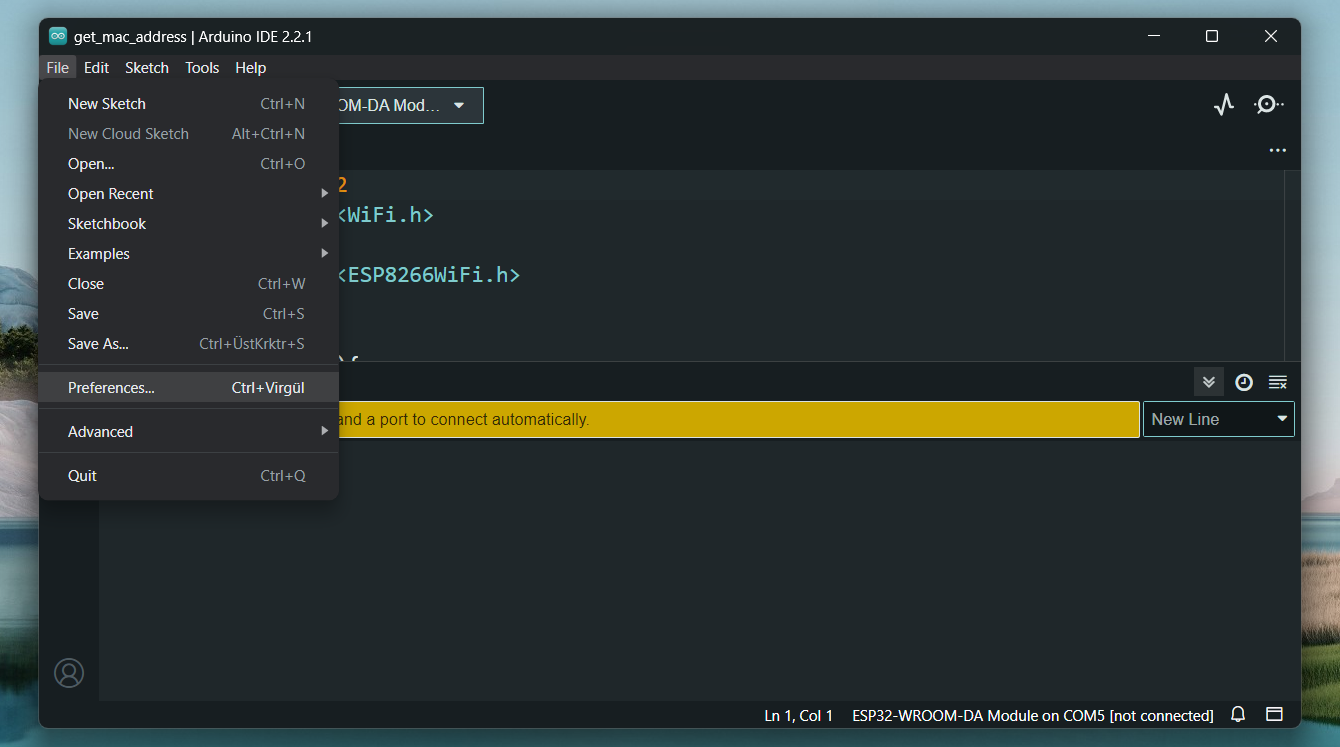 get_mac_address | Arduino IDE 2.2.1
File Edit Sketch Tools Help
New Sketch Ctrl+N
New Cloud Sketch Alt+Ctrl+N
Open... Ctrl+O
Open Recent
Sketchbook
Examples
Close Ctrl+W
Save Ctrl+S
Save As... Ctrl+ÜstKrktr+S
Preferences... Ctrl+Virgül
Advanced
Quit Ctrl+Q
OM-DA Mod...
2
<WiFi.h>
<ESP8266WiFi.h>
){
and a port to connect automatically.
New Line
Ln 1, Col 1 ESP32-WROOM-DA Module on COM5 [not connected]